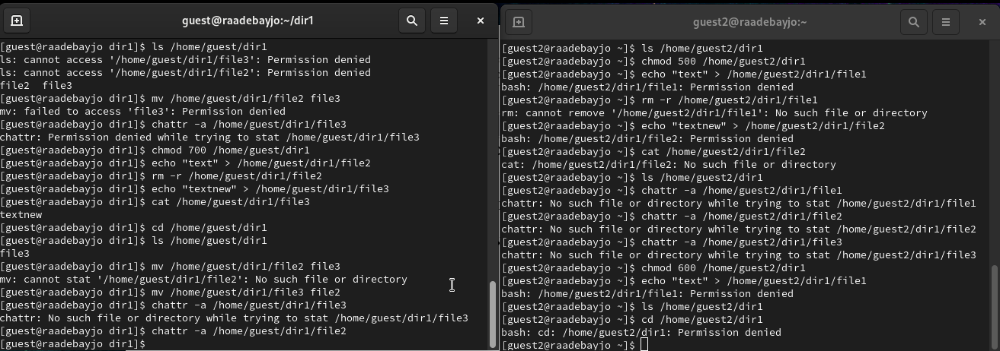 guest@raadebayjo:~/dir1
[guest@raadebayjo dir1]$ ls /home/guest/dir1
ls: cannot access '/home/guest/dir1/file3': Permission denied
ls: cannot access '/home/guest/dir1/file2': Permission denied
file2  file3
[guest@raadebayjo dir1]$ mv /home/guest/dir1/file2 file3
mv: failed to access 'file3': Permission denied
[guest@raadebayjo dir1]$ chattr -a /home/guest/dir1/file3
chattr: Permission denied while trying to stat /home/guest/dir1/file3
[guest@raadebayjo dir1]$ chmod 700 /home/guest/dir1
[guest@raadebayjo dir1]$ echo "text" > /home/guest/dir1/file2
[guest@raadebayjo dir1]$ rm -r /home/guest/dir1/file2
[guest@raadebayjo dir1]$ echo "textnew" > /home/guest/dir1/file3
[guest@raadebayjo dir1]$ cat /home/guest/dir1/file3
textnew
[guest@raadebayjo dir1]$ cd /home/guest/dir1
[guest@raadebayjo dir1]$ ls /home/guest/dir1
file3
[guest@raadebayjo dir1]$ mv /home/guest/dir1/file2 file3
mv: cannot stat '/home/guest/dir1/file2': No such file or directory
[guest@raadebayjo dir1]$ mv /home/guest/dir1/file3 file2
[guest@raadebayjo dir1]$ chattr -a /home/guest/dir1/file3
chattr: No such file or directory while trying to stat /home/guest/dir1/file3
[guest@raadebayjo dir1]$ chattr -a /home/guest/dir1/file2
[guest@raadebayjo dir1]$
guest2@raadebayjo:~
[guest2@raadebayjo ~]$ ls /home/guest2/dir1
[guest2@raadebayjo ~]$ chmod 500 /home/guest2/dir1
[guest2@raadebayjo ~]$ echo "text" > /home/guest2/dir1/file1
bash: /home/guest2/dir1/file1: Permission denied
[guest2@raadebayjo ~]$ rm -r /home/guest2/dir1/file1
rm: cannot remove '/home/guest2/dir1/file1': No such file or directory
[guest2@raadebayjo ~]$ echo "textnew" > /home/guest2/dir1/file2
bash: /home/guest2/dir1/file2: Permission denied
[guest2@raadebayjo ~]$ cat /home/guest2/dir1/file2
cat: /home/guest2/dir1/file2: No such file or directory
[guest2@raadebayjo ~]$ ls /home/guest2/dir1
[guest2@raadebayjo ~]$ chattr -a /home/guest2/dir1/file1
chattr: No such file or directory while trying to stat /home/guest2/dir1/file1
[guest2@raadebayjo ~]$ chattr -a /home/guest2/dir1/file2
chattr: No such file or directory while trying to stat /home/guest2/dir1/file2
[guest2@raadebayjo ~]$ chattr -a /home/guest2/dir1/file3
chattr: No such file or directory while trying to stat /home/guest2/dir1/file3
[guest2@raadebayjo ~]$ chmod 600 /home/guest2/dir1
[guest2@raadebayjo ~]$ echo "text" > /home/guest2/dir1/file1
bash: /home/guest2/dir1/file1: Permission denied
[guest2@raadebayjo ~]$ ls /home/guest2/dir1
[guest2@raadebayjo ~]$ cd /home/guest2/dir1
bash: cd: /home/guest2/dir1: Permission denied
[guest2@raadebayjo ~]$